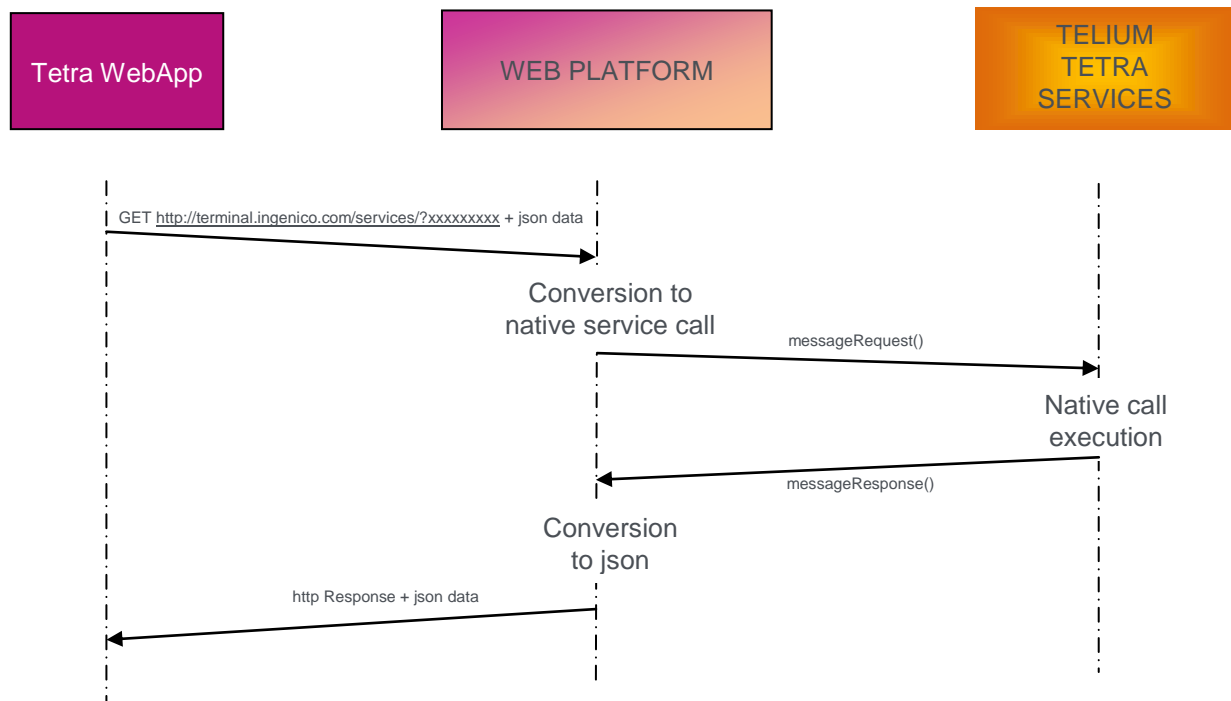 Tetra WebApp
WEB PLATFORM
TELIUM
TETRA
SERVICES
GET http://terminal.ingenico.com/services/?xxxxxxxxx + json data
Conversion to
native service call
messageRequest()
Native call
execution
messageResponse()
Conversion
to json
http Response + json data